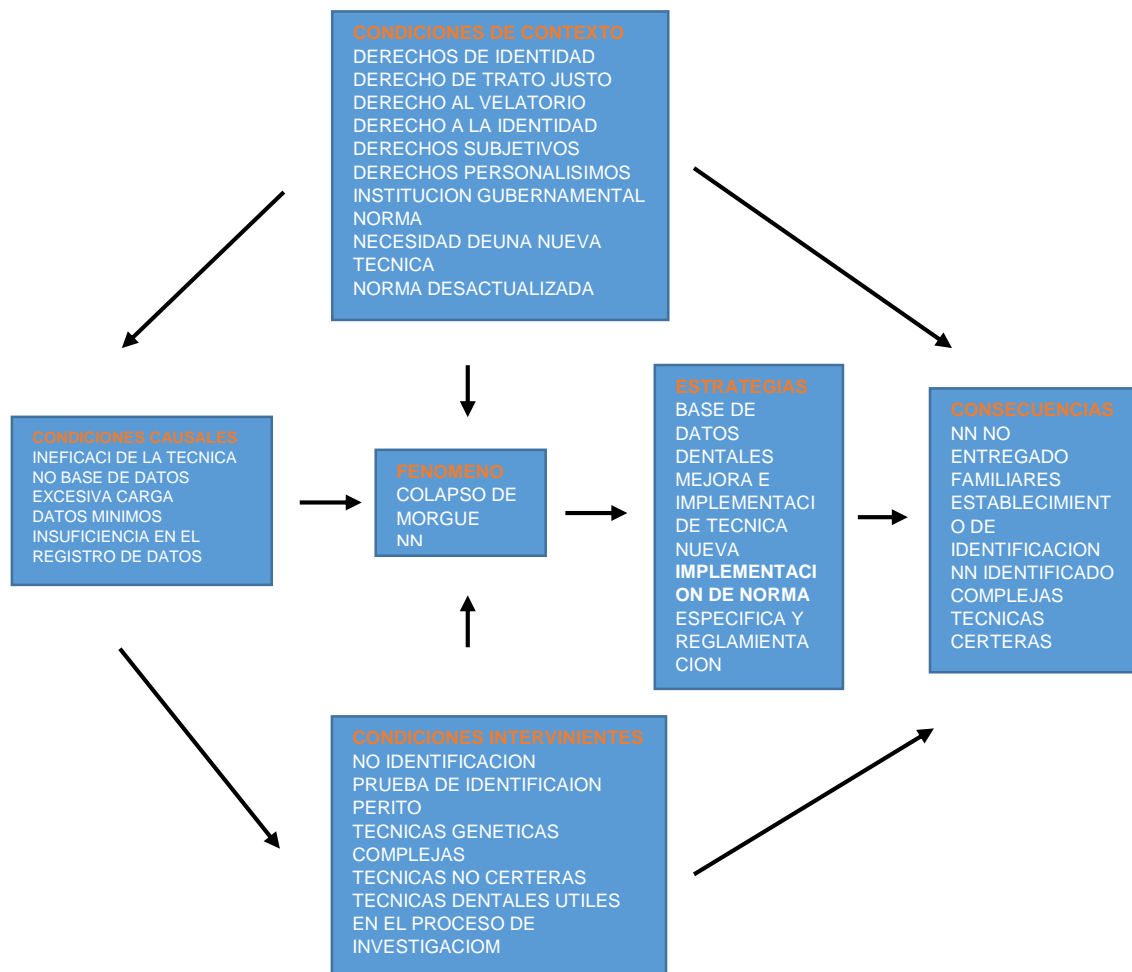 CONDICIONES DE CONTEXTO
DERECHOS DE IDENTIDAD
DERECHO DE TRATO JUSTO
DERECHO AL VELATORIO
DERECHO A LA IDENTIDAD
DERECHOS SUBJETIVOS
DERECHOS PERSONALISIMOS
INSTITUCION GUBERNAMENTAL
NORMA
NECESIDAD DEUNA NUEVA
TECNICA
NORMA DESACTUALIZADA
CONDICIONES CAUSALES
INEFICACI DE LA TECNICA
NO BASE DE DATOS
EXCESIVA CARGA
DATOS MINIMOS
INSUFICIENCIA EN EL
REGISTRO DE DATOS
FENOMENO
COLAPSO DE
MORGUE
NN
ESTRATEGIAS
BASE DE
DATOS
DENTALES
MEJORA E
IMPLEMENTACI
DE TECNICA
NUEVA
IMPLEMENTACI
ON DE NORMA
ESPECIFICA Y
REGLAMIENTA
CION
CONSECUENCIAS
NN NO
ENTREGADO
FAMILIARES
ESTABLECIMIENT
O DE
IDENTIFICACION
NN IDENTIFICADO
COMPLEJAS
TECNICAS
CERTERAS
CONDICIONES INTERVINIENTES
NO IDENTIFICACION
PRUEBA DE IDENTIFICAION
PERITO
TECNICAS GENETICAS
COMPLEJAS
TECNICAS NO CERTERAS
TECNICAS DENTALES UTILES
EN EL PROCESO DE
INVESTIGACIOM